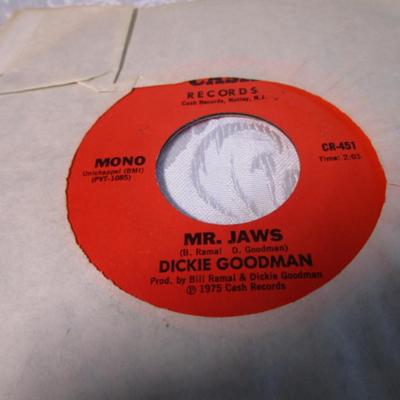 CASH
RECORDS
Cash Records, Nutley, N.J.
MONO
Unichappel (BMI)
(PVT-1085)
CR-451
Time: 2:03
MR. JAWS
(B. Ramal D. Goodman)
DICKIE GOODMAN
Prod. by Bill Ramal & Dickie Goodman
℗ 1975 Cash Records